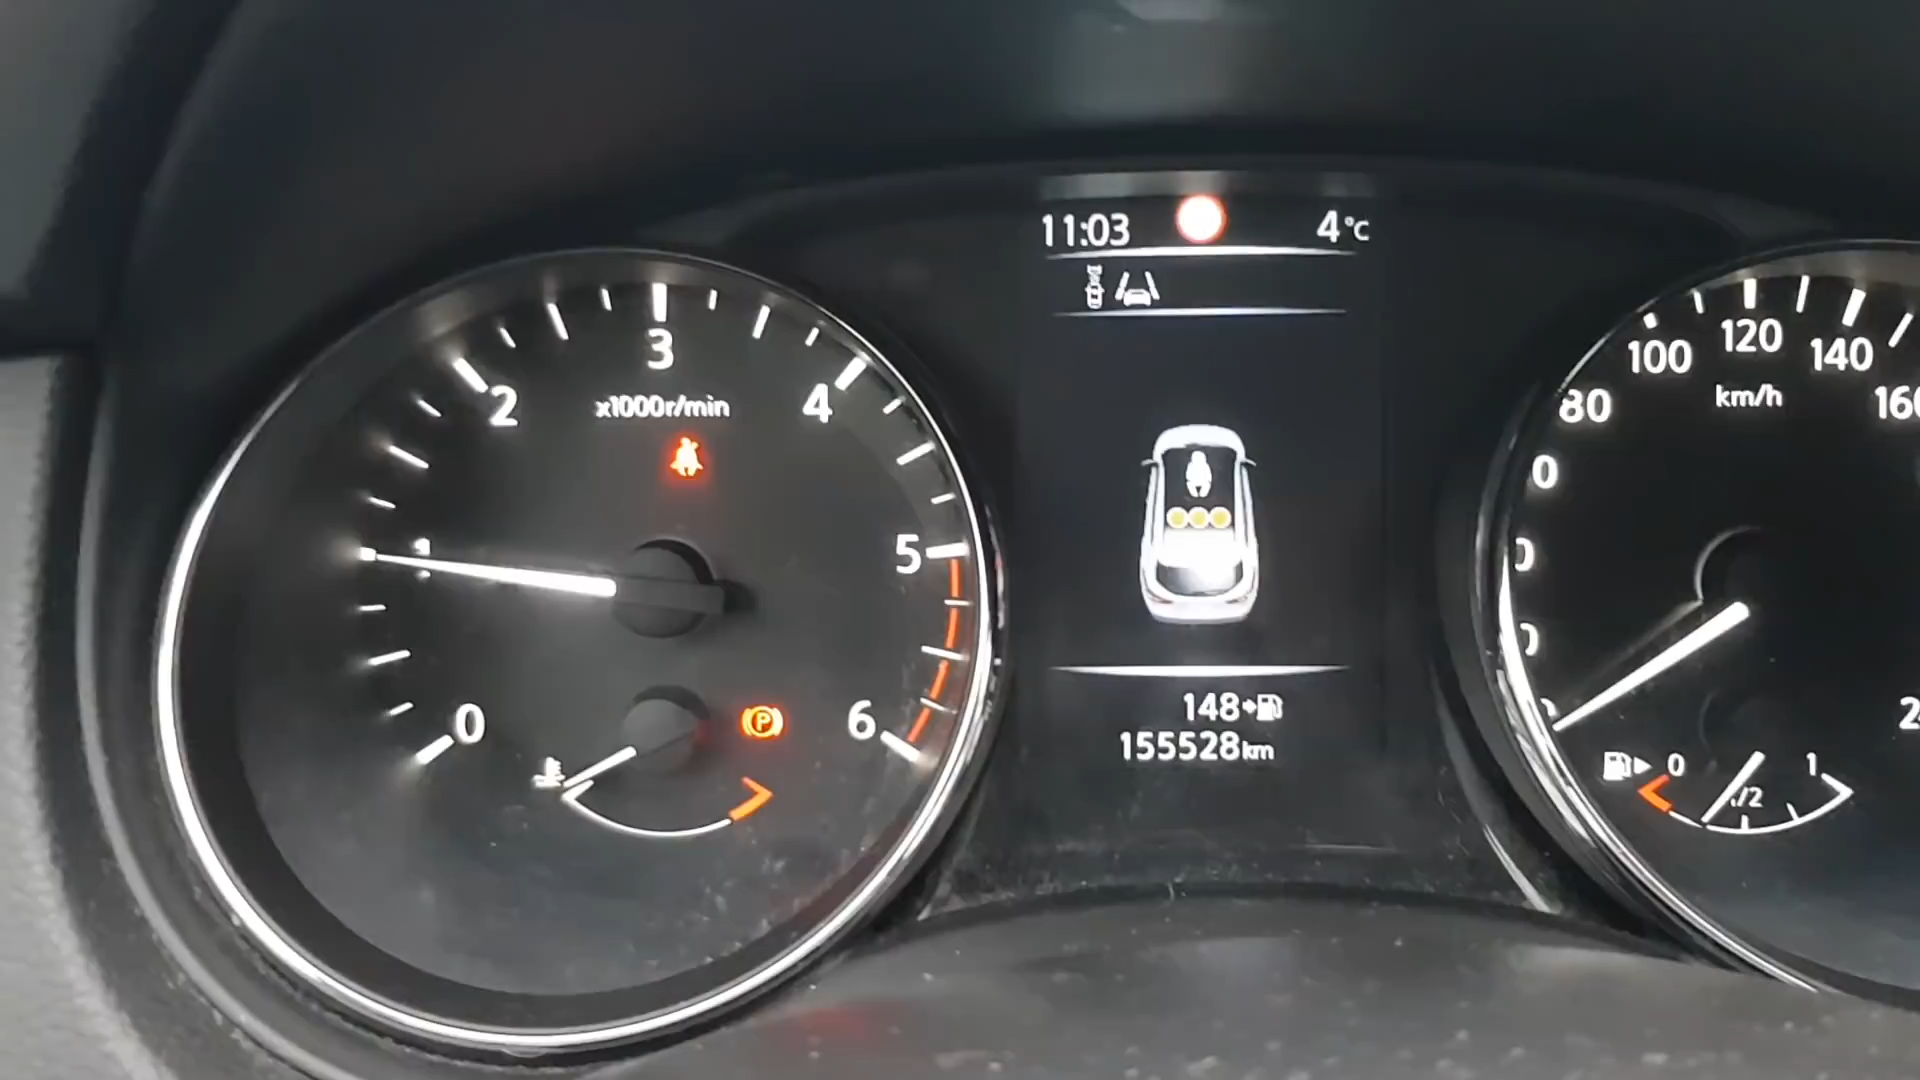 11:03 4°C
0 1 2 3 4 5 6
x1000r/min
P
148
155528km
80 100 120 140
km/h
0 1/2 1